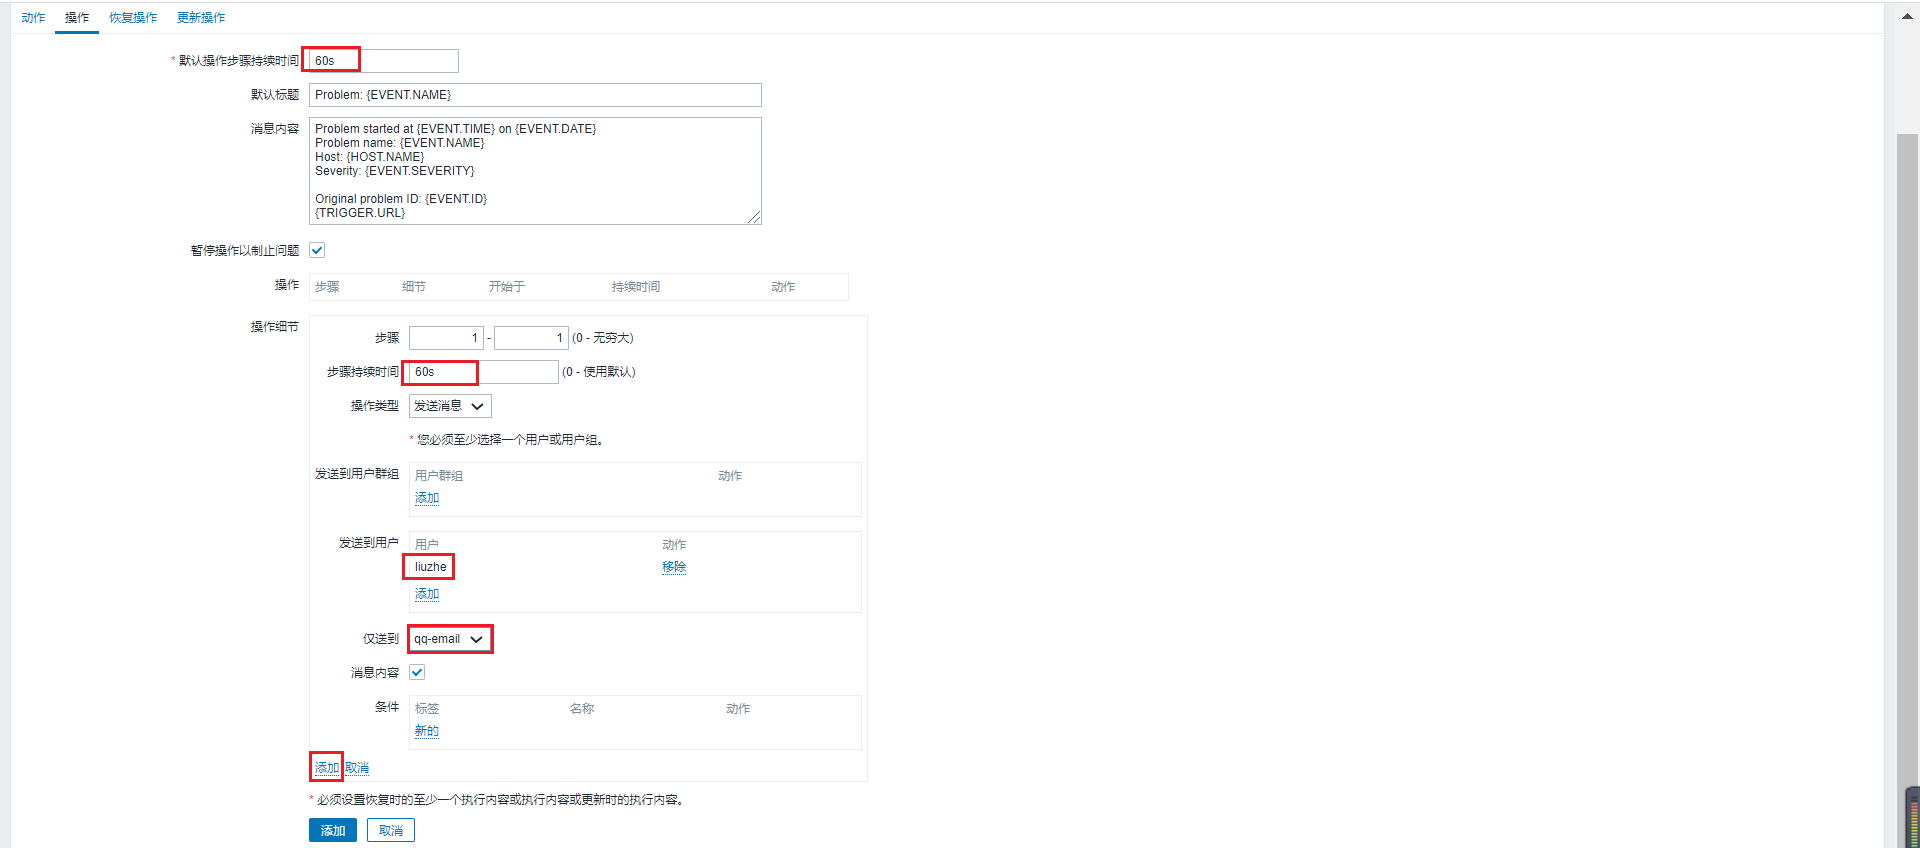 动作 操作 恢复操作 更新操作
* 默认操作步骤持续时间 60s
默认标题 Problem: {EVENT.NAME}
消息内容 Problem started at {EVENT.TIME} on {EVENT.DATE}
Problem name: {EVENT.NAME}
Host: {HOST.NAME}
Severity: {EVENT.SEVERITY}
Original problem ID: {EVENT.ID}
{TRIGGER.URL}
暂停操作以制止问题
操作 步骤 细节 开始于 持续时间 动作
操作细节
步骤 1 - 1 (0 - 无穷大)
步骤持续时间 60s (0 - 使用默认)
操作类型 发送消息
* 您必须至少选择一个用户或用户组。
发送到用户群组 用户群组 动作
添加
发送到用户 用户 动作
liuzhe 移除
添加
仅送到 qq-email
消息内容
条件 标签 名称 动作
新的
添加 取消
* 必须设置恢复时的至少一个执行内容或执行内容或更新时的执行内容。
添加 取消